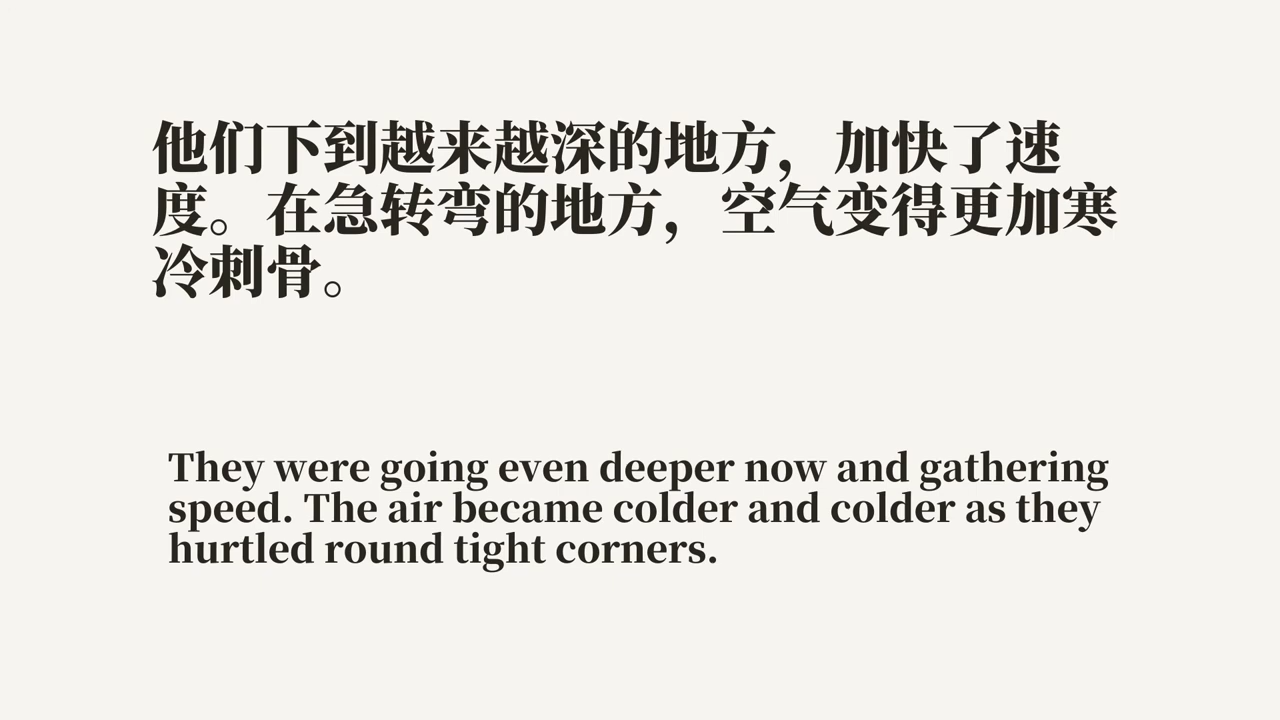 他们下到越来越深的地方，加快了速
度。在急转弯的地方，空气变得更加寒
冷刺骨。
They were going even deeper now and gathering
speed. The air became colder and colder as they
hurtled round tight corners.